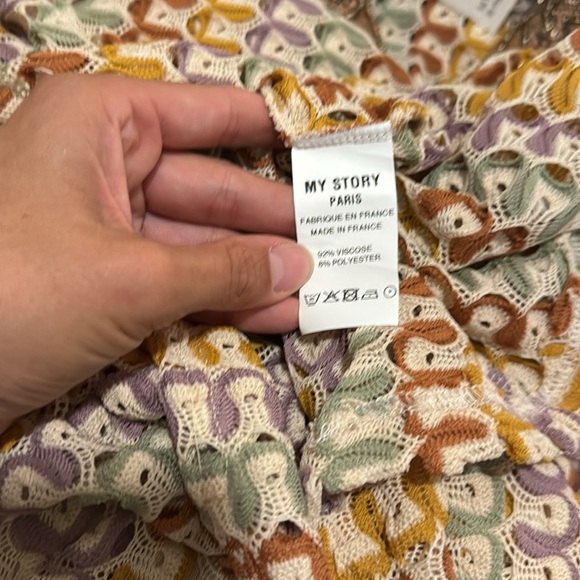 MY STORY
PARIS
FABRIQUE EN FRANCE
MADE IN FRANCE
92% VISCOSE
8% POLYESTER